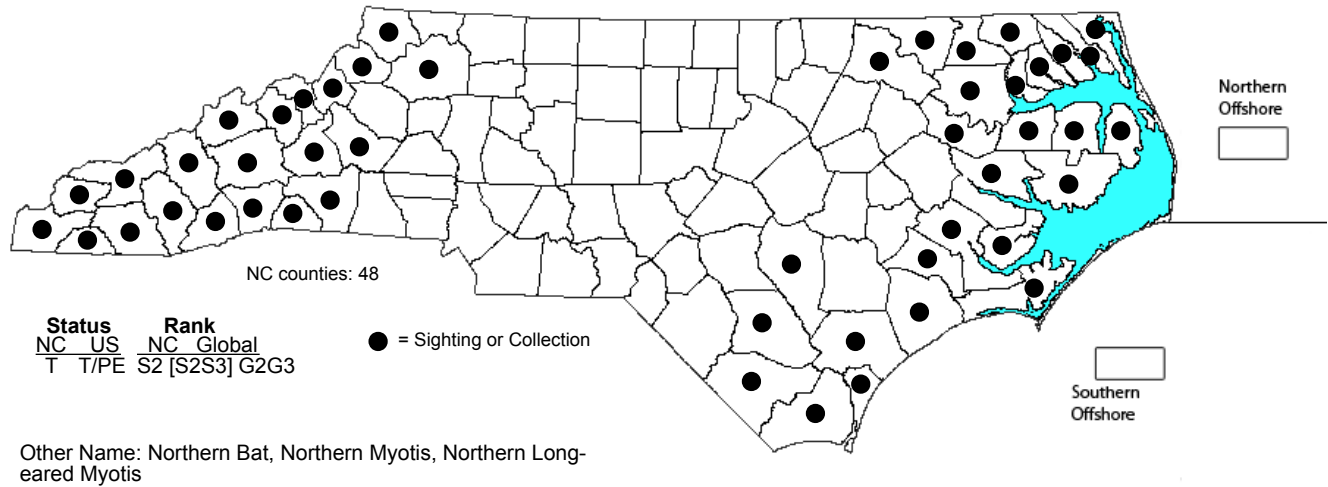 Northern
Offshore
NC counties: 48
Status Rank
NC US NC Global
T T/PE S2 [S2S3] G2G3
= Sighting or Collection
Southern
Offshore
Other Name: Northern Bat, Northern Myotis, Northern Long-
eared Myotis